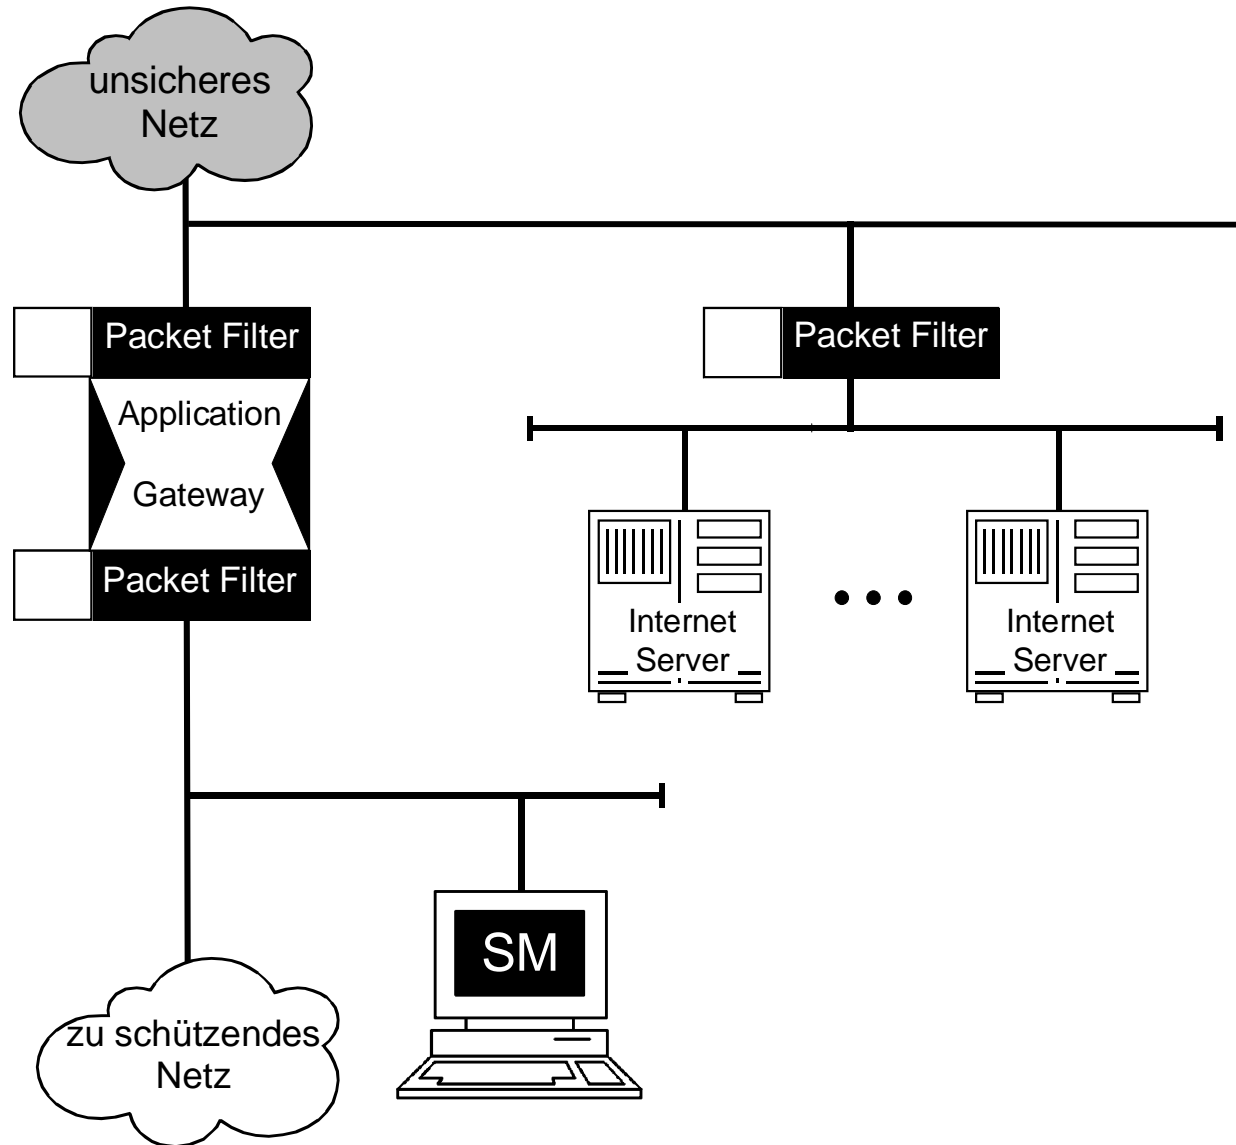 unsicheres
Netz
Packet Filter
Packet Filter
Application
Gateway
Packet Filter
Internet
Server
Internet
Server
SM
zu schützendes
Netz